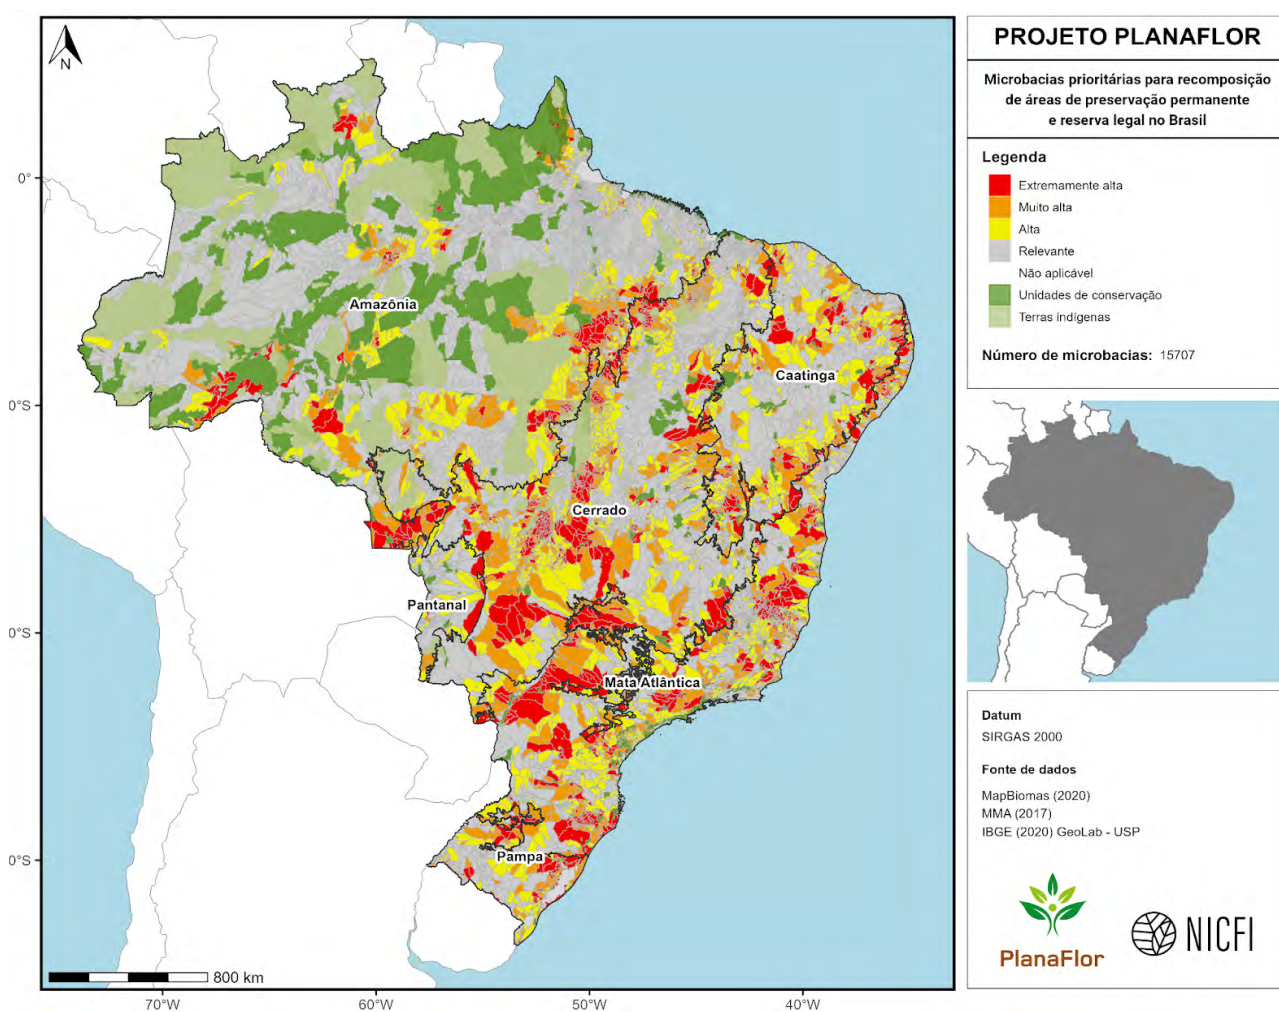 PROJETO PLANAFLOR
Microbacias prioritárias para recomposição
de áreas de preservação permanente
e reserva legal no Brasil
Legenda
Extremamente alta
Muito alta
Alta
Relevante
Não aplicável
Unidades de conservação
Terras indígenas
Número de microbacias: 15707
N
0°
0°S
0°S
0°S
Amazônia
Caatinga
Cerrado
Pantanal
Mata Atlântica
Pampa
800 km
70°W
60°W
50°W
40°W
Datum
SIRGAS 2000
Fonte de dados
MapBiomas (2020)
MMA (2017)
IBGE (2020) GeoLab - USP
PlanaFlor
NICFI